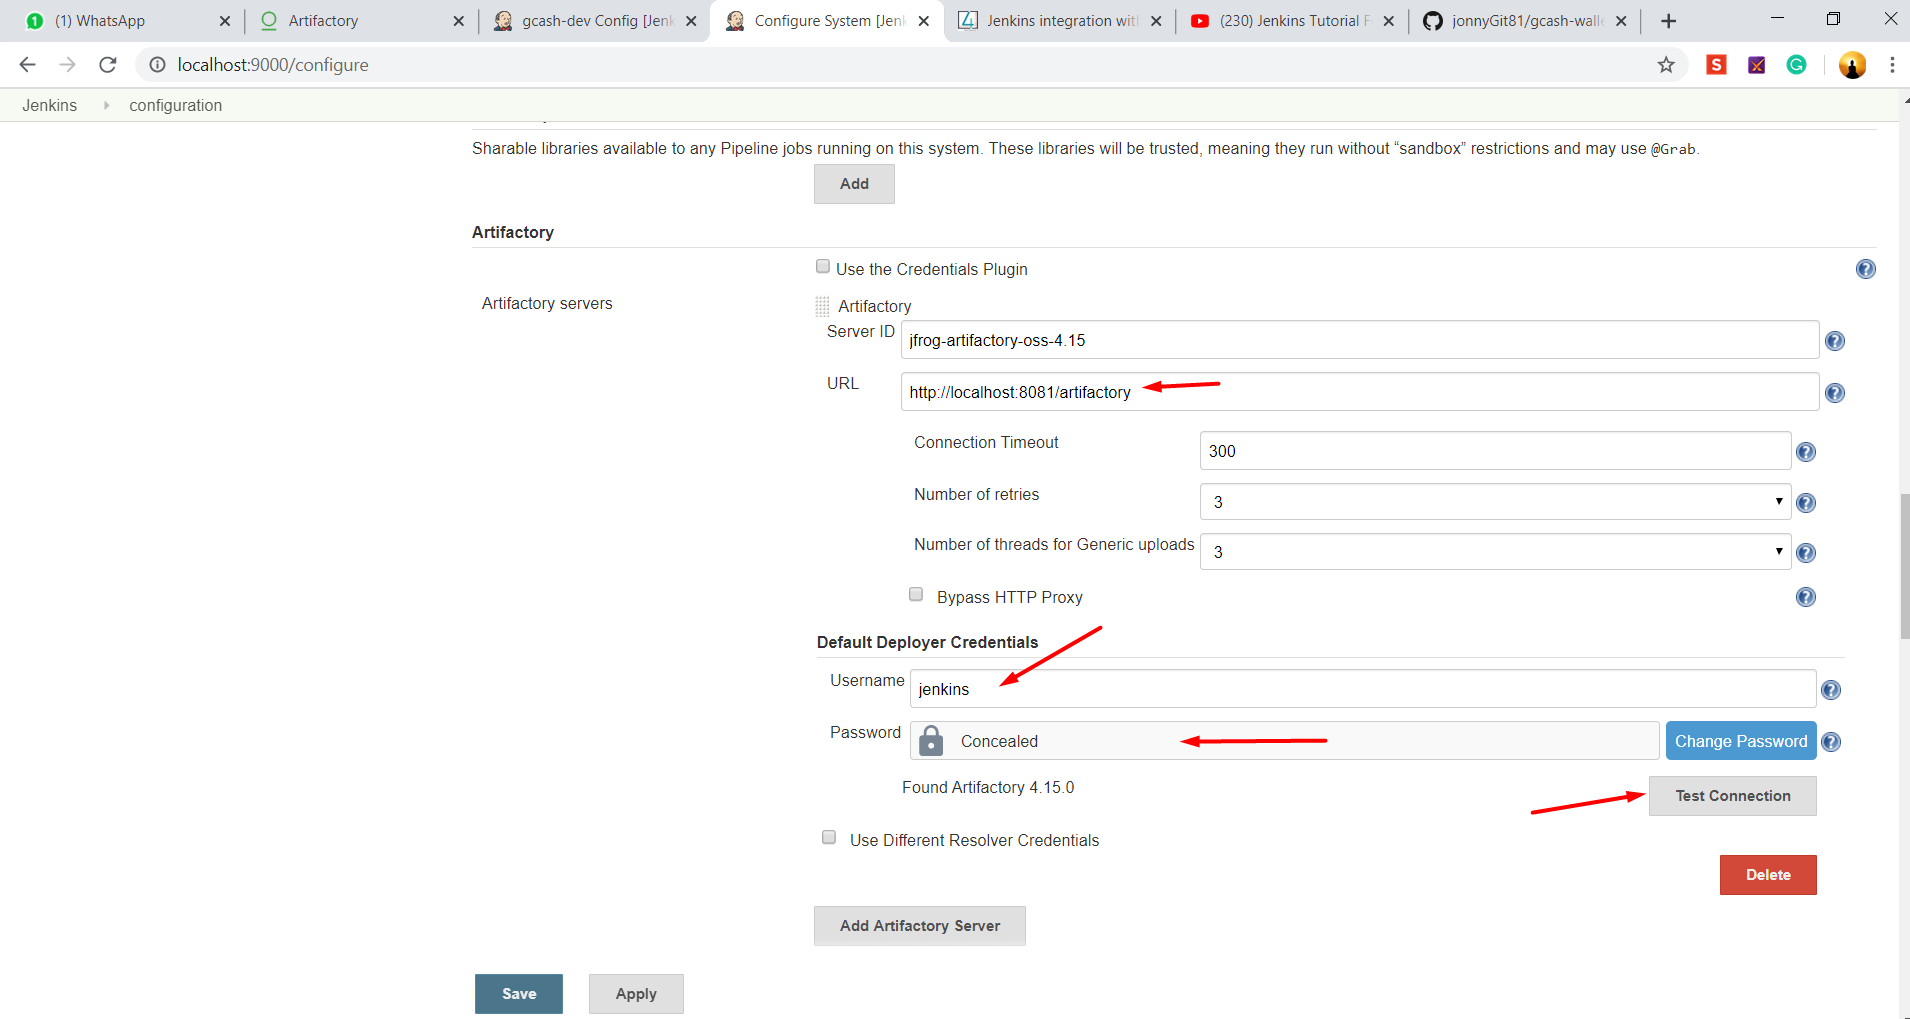 (1) WhatsApp
Artifactory
gcash-dev Config [Jenk
Configure System [Jenk
Jenkins integration with
(230) Jenkins Tutorial F
jonnyGit81/gcash-walle
localhost:9000/configure
Jenkins configuration
Sharable libraries available to any Pipeline jobs running on this system. These libraries will be trusted, meaning they run without “sandbox” restrictions and may use @Grab.
Add
Artifactory
Use the Credentials Plugin
Artifactory servers
Artifactory
Server ID jfrog-artifactory-oss-4.15
URL http://localhost:8081/artifactory
Connection Timeout 300
Number of retries 3
Number of threads for Generic uploads 3
Bypass HTTP Proxy
Default Deployer Credentials
Username jenkins
Password Concealed Change Password
Found Artifactory 4.15.0
Test Connection
Use Different Resolver Credentials
Delete
Add Artifactory Server
Save Apply